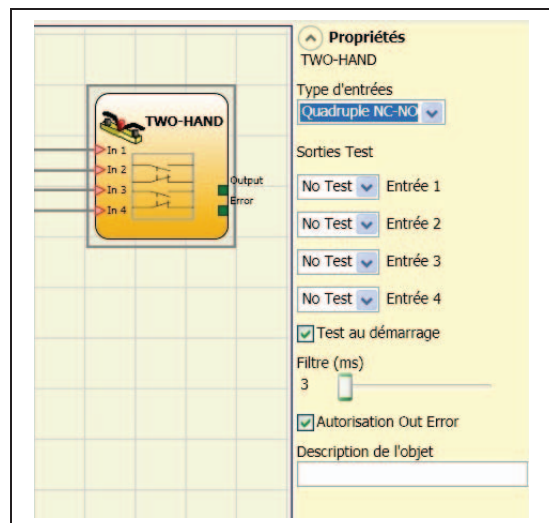 TWO-HAND
In 1
In 2
In 3
In 4
Output
Error
Propriétés
TWO-HAND
Type d'entrées
Quadruple NC-NO
Sorties Test
No Test Entrée 1
No Test Entrée 2
No Test Entrée 3
No Test Entrée 4
Test au démarrage
Filtre (ms)
3
Autorisation Out Error
Description de l'objet